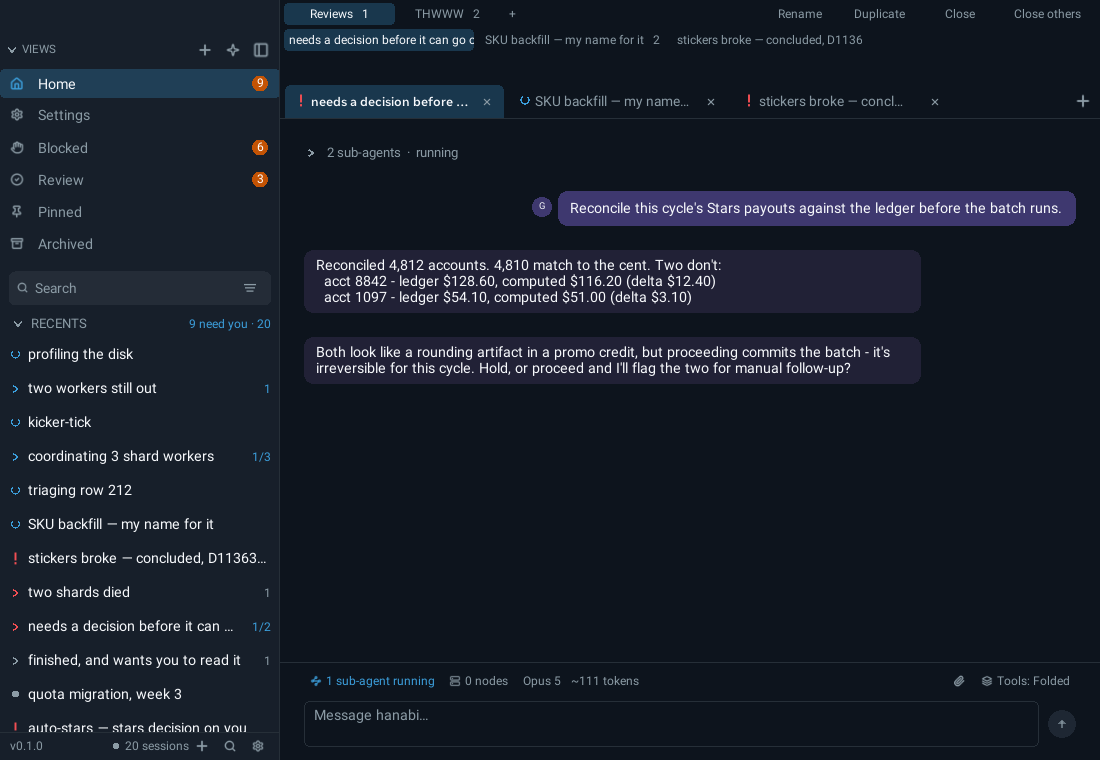 VIEWS
Home 9
Settings
Blocked 6
Review 3
Pinned
Archived
Search
RECENTS 9 need you · 20
profiling the disk
two workers still out 1
kicker-tick
coordinating 3 shard workers 1/3
triaging row 212
SKU backfill — my name for it
stickers broke — concluded, D11363…
two shards died 1
needs a decision before it can … 1/2
finished, and wants you to read it 1
quota migration, week 3
auto-stars — stars decision on you
v0.1.0 20 sessions
Reviews 1 THWWW 2 + Rename Duplicate Close Close others
needs a decision before it can go SKU backfill — my name for it 2 stickers broke — concluded, D1136
needs a decision before … × SKU backfill — my name… × stickers broke — concl… × +
2 sub-agents · running
G
Reconcile this cycle's Stars payouts against the ledger before the batch runs.
Reconciled 4,812 accounts. 4,810 match to the cent. Two don't:
acct 8842 - ledger $128.60, computed $116.20 (delta $12.40)
acct 1097 - ledger $54.10, computed $51.00 (delta $3.10)
Both look like a rounding artifact in a promo credit, but proceeding commits the batch - it's
irreversible for this cycle. Hold, or proceed and I'll flag the two for manual follow-up?
1 sub-agent running 0 nodes Opus 5 ~111 tokens Tools: Folded
Message hanabi…